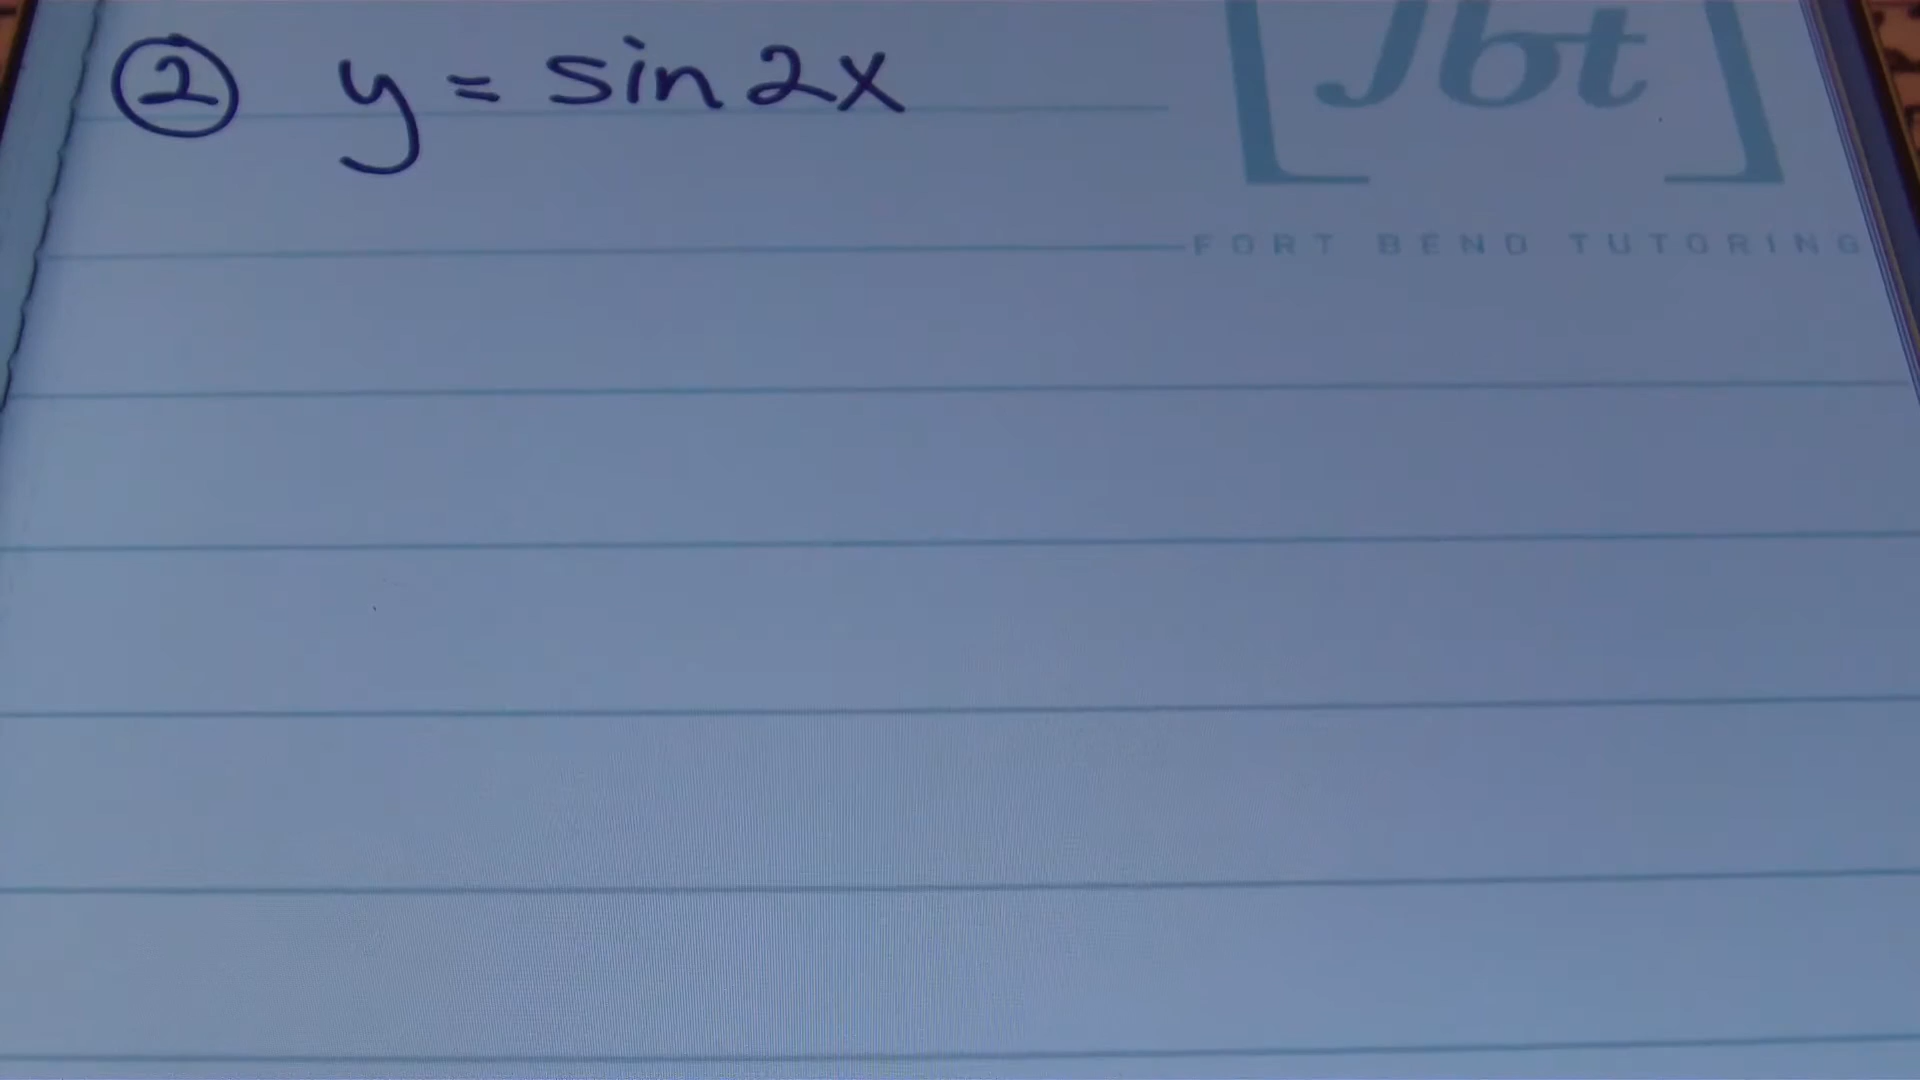 ② y = sin 2x
fbt
FORT BEND TUTORING